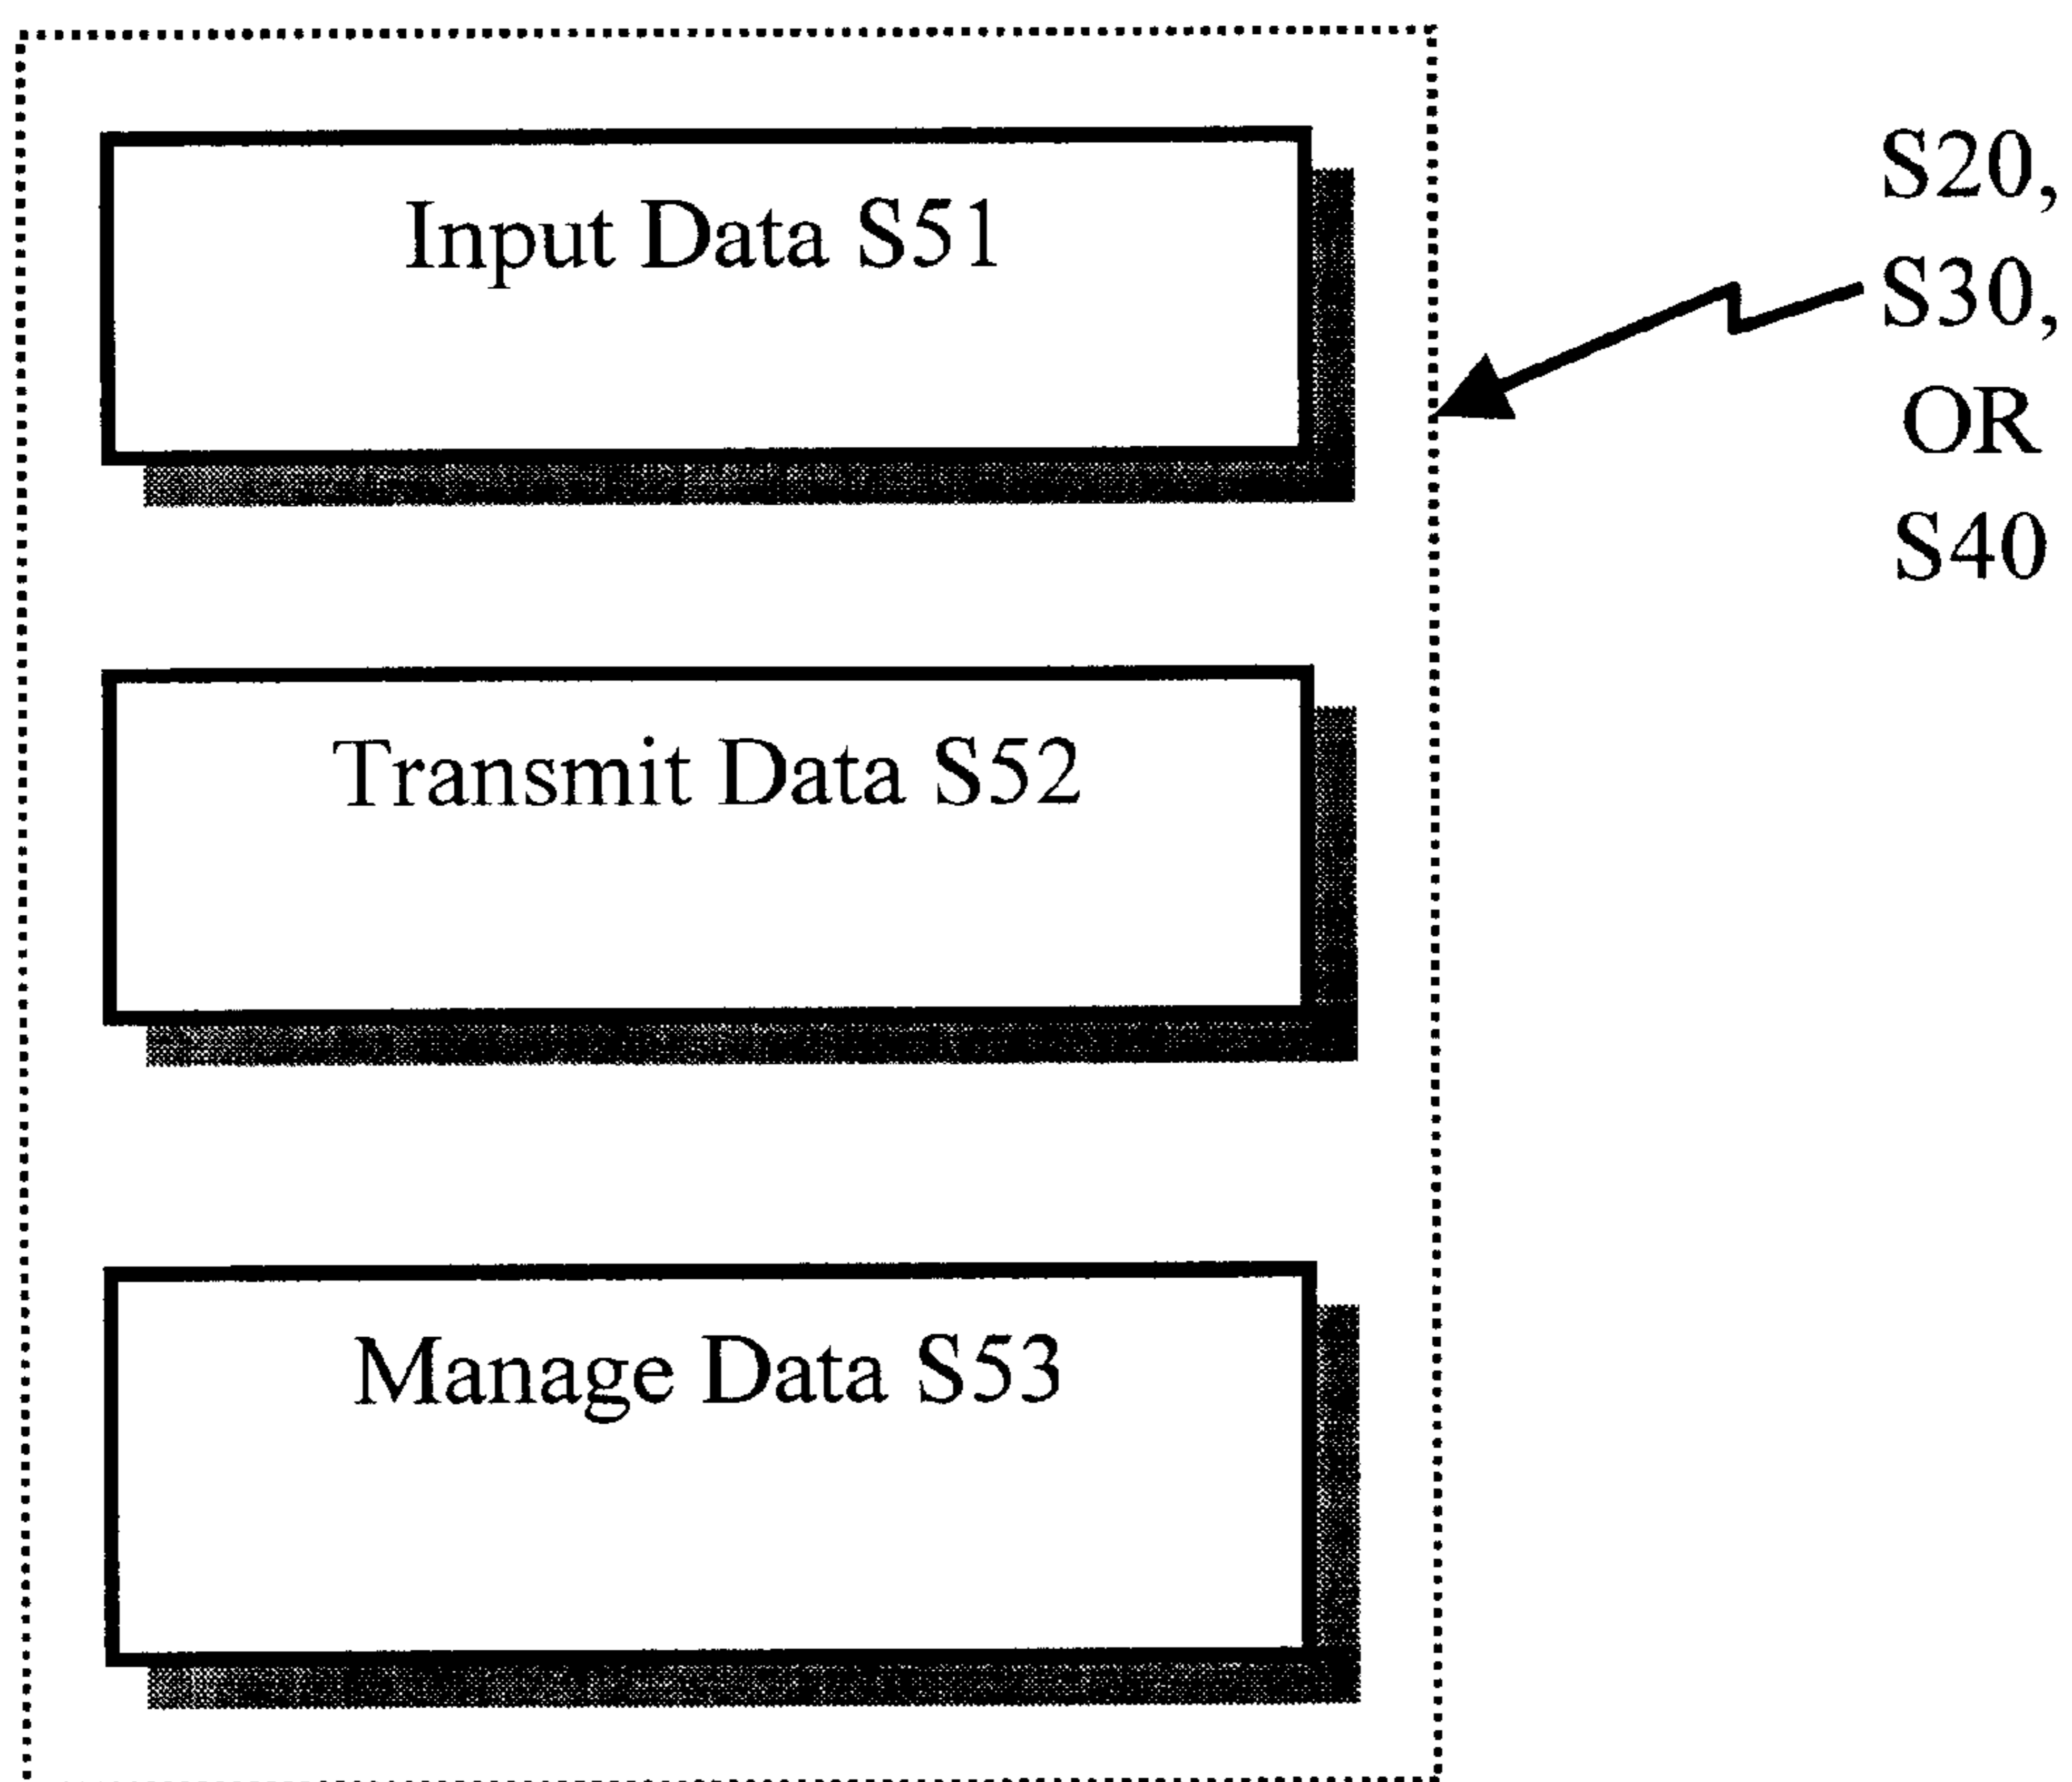 Input Data S51
S20,
S30,
OR
S40
Transmit Data S52
Manage Data S53